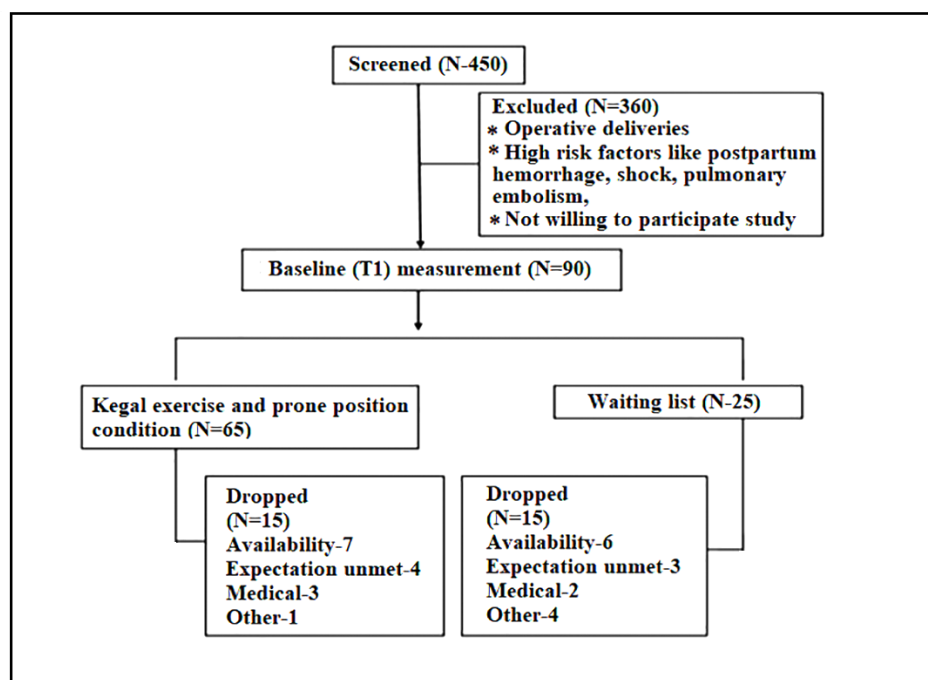 Screened (N-450)
Excluded (N=360)
* Operative deliveries
* High risk factors like postpartum
hemorrhage, shock, pulmonary
embolism,
* Not willing to participate study
Baseline (T1) measurement (N=90)
Kegal exercise and prone position
condition (N=65)
Waiting list (N-25)
Dropped
(N=15)
Availability-7
Expectation unmet-4
Medical-3
Other-1
Dropped
(N=15)
Availability-6
Expectation unmet-3
Medical-2
Other-4